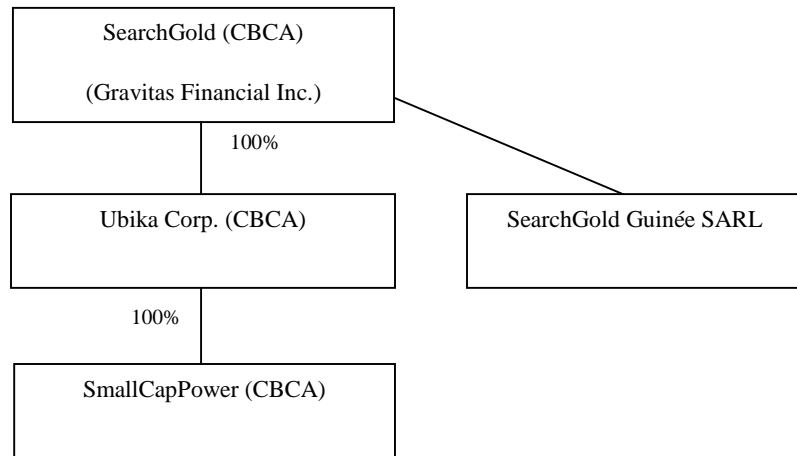 SearchGold (CBCA)
(Gravitas Financial Inc.)
100%
Ubika Corp. (CBCA)
SearchGold Guinée SARL
100%
SmallCapPower (CBCA)